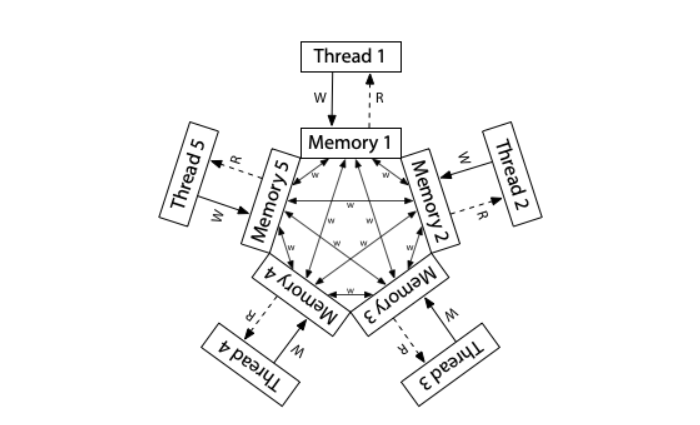 Thread 1
W
R
Memory 1
Thread 5
R
W
Memory 5
Memory 2
W
R
Thread 2
w
w
w
w
w
w
w
w
w
w
Memory 4
Memory 3
R
W
Thread 4
R
W
Thread 3